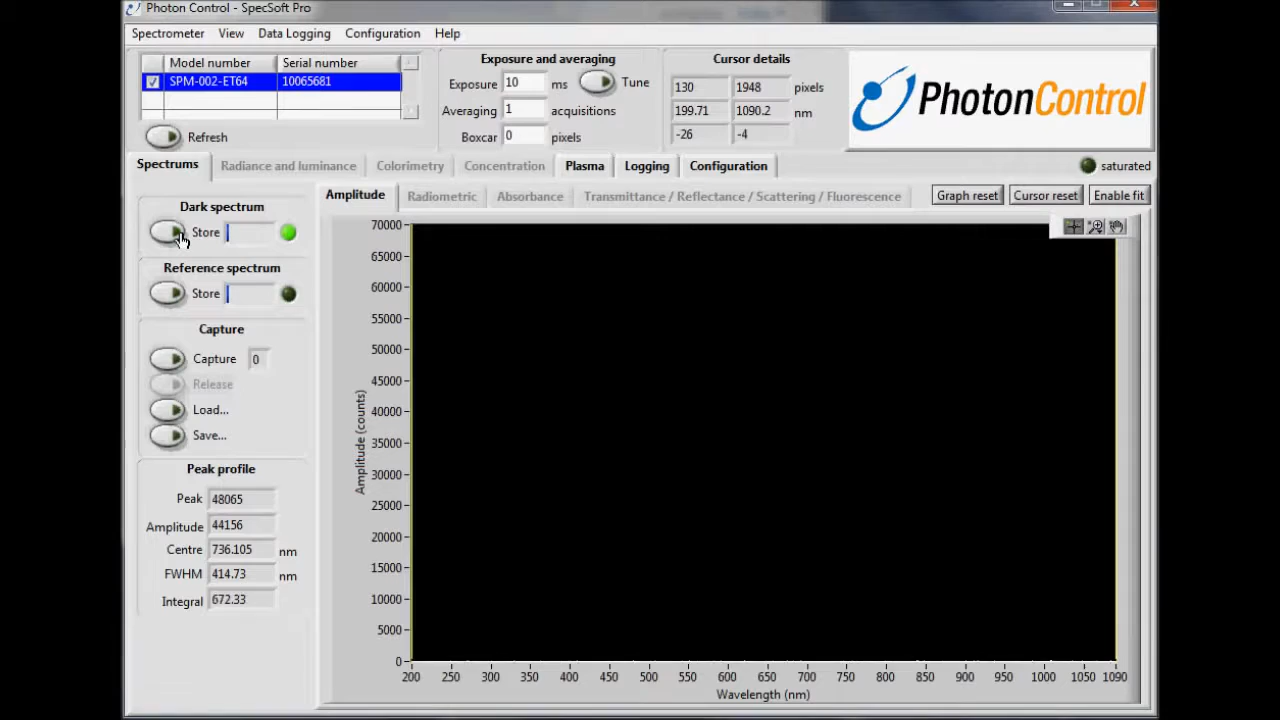 Photon Control - SpecSoft Pro
Spectrometer View Data Logging Configuration Help
Model number Serial number
SPM-002-ET64 10065681
Refresh
Exposure and averaging
Exposure 10 ms Tune
Averaging 1 acquisitions
Boxcar 0 pixels
Cursor details
130 1948 pixels
199.71 1090.2 nm
-26 -4
PhotonControl
Spectrums Radiance and luminance Colorimetry Concentration Plasma Logging Configuration saturated
Amplitude Radiometric Absorbance Transmittance / Reflectance / Scattering / Fluorescence Graph reset Cursor reset Enable fit
Dark spectrum
Store
Reference spectrum
Store
Capture
Capture 0
Release
Load...
Save...
Peak profile
Peak 48065
Amplitude 44156
Centre 736.105 nm
FWHM 414.73 nm
Integral 672.33
Amplitude (counts)
70000
65000
60000
55000
50000
45000
40000
35000
30000
25000
20000
15000
10000
5000
0
200 250 300 350 400 450 500 550 600 650 700 750 800 850 900 950 1000 1050 1090
Wavelength (nm)